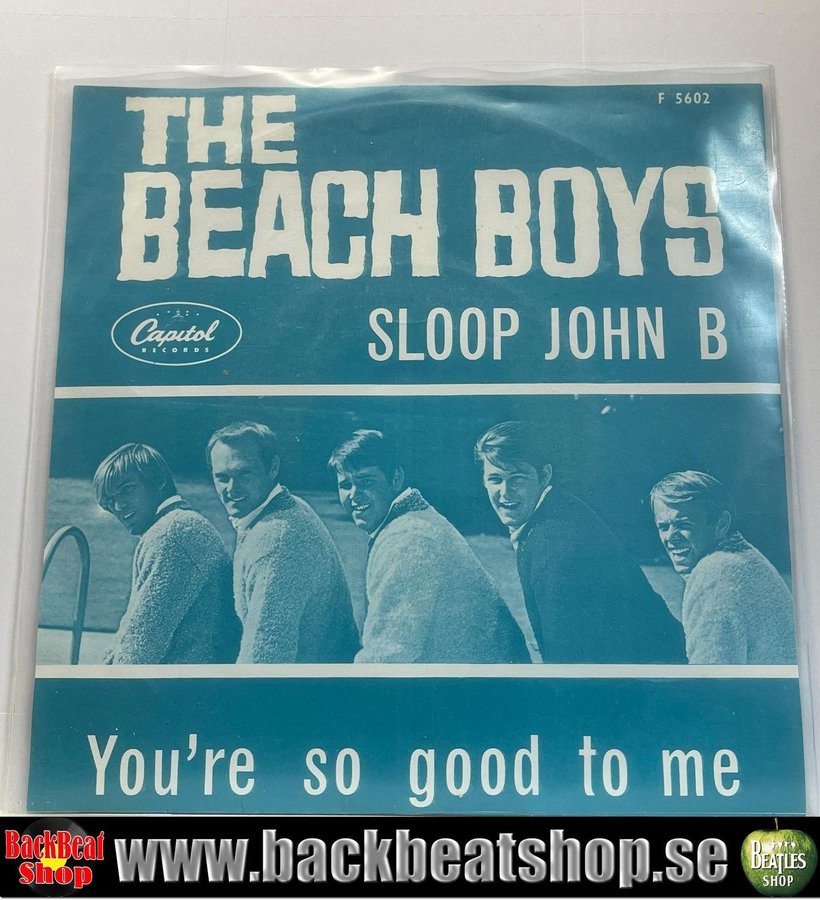 F 5602
THE
BEACH BOYS
Capitol
RECORDS
SLOOP JOHN B
You're so good to me
BackBeat
Shop
www.backbeatshop.se
BEATLES
SHOP